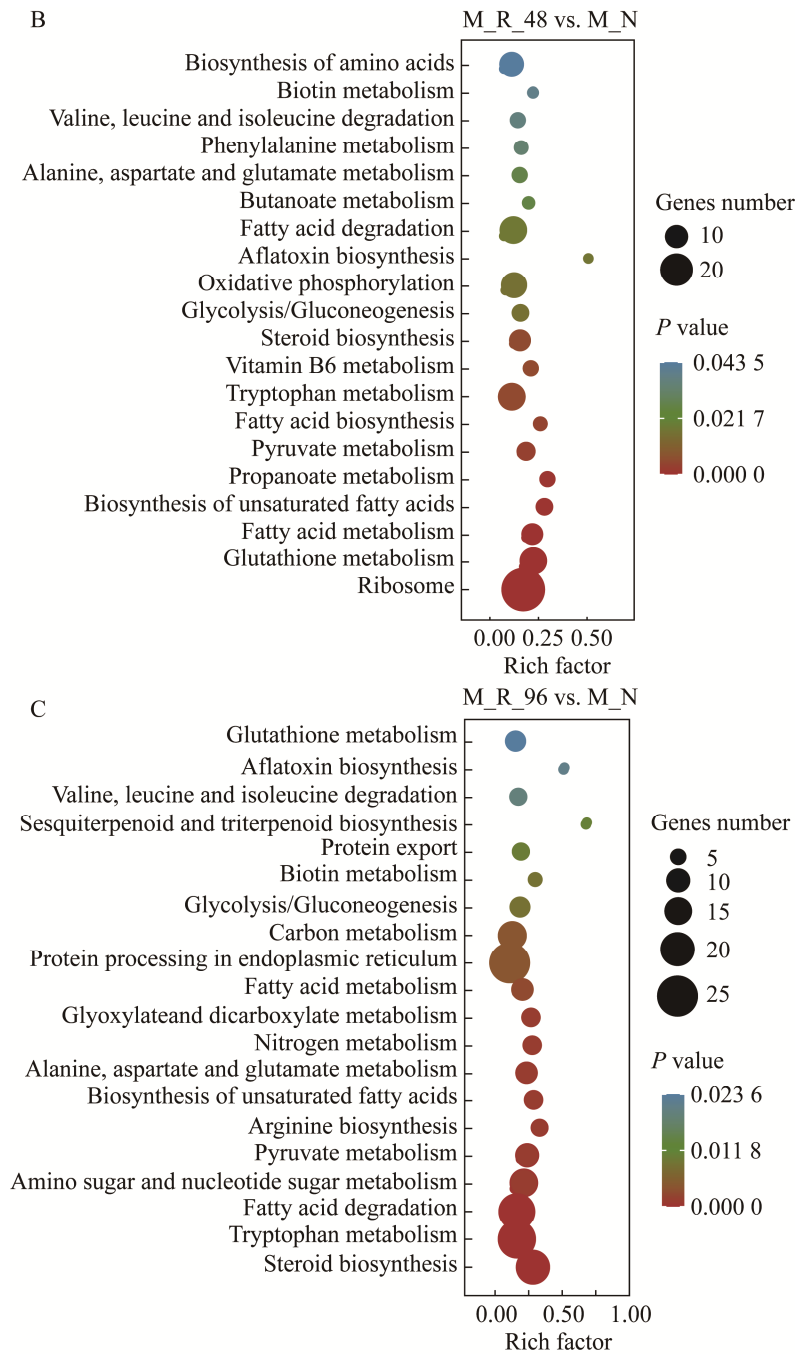 B
M_R_48 vs. M_N
Biosynthesis of amino acids
Biotin metabolism
Valine, leucine and isoleucine degradation
Phenylalanine metabolism
Alanine, aspartate and glutamate metabolism
Butanoate metabolism
Fatty acid degradation
Aflatoxin biosynthesis
Oxidative phosphorylation
Glycolysis/Gluconeogenesis
Steroid biosynthesis
Vitamin B6 metabolism
Tryptophan metabolism
Fatty acid biosynthesis
Pyruvate metabolism
Propanoate metabolism
Biosynthesis of unsaturated fatty acids
Fatty acid metabolism
Glutathione metabolism
Ribosome
0.00 0.25 0.50
Rich factor
Genes number
10
20
P value
0.043 5
0.021 7
0.000 0
C
M_R_96 vs. M_N
Glutathione metabolism
Aflatoxin biosynthesis
Valine, leucine and isoleucine degradation
Sesquiterpenoid and triterpenoid biosynthesis
Protein export
Biotin metabolism
Glycolysis/Gluconeogenesis
Carbon metabolism
Protein processing in endoplasmic reticulum
Fatty acid metabolism
Glyoxylateand dicarboxylate metabolism
Nitrogen metabolism
Alanine, aspartate and glutamate metabolism
Biosynthesis of unsaturated fatty acids
Arginine biosynthesis
Pyruvate metabolism
Amino sugar and nucleotide sugar metabolism
Fatty acid degradation
Tryptophan metabolism
Steroid biosynthesis
0.00 0.50 1.00
Rich factor
Genes number
5
10
15
20
25
P value
0.023 6
0.011 8
0.000 0